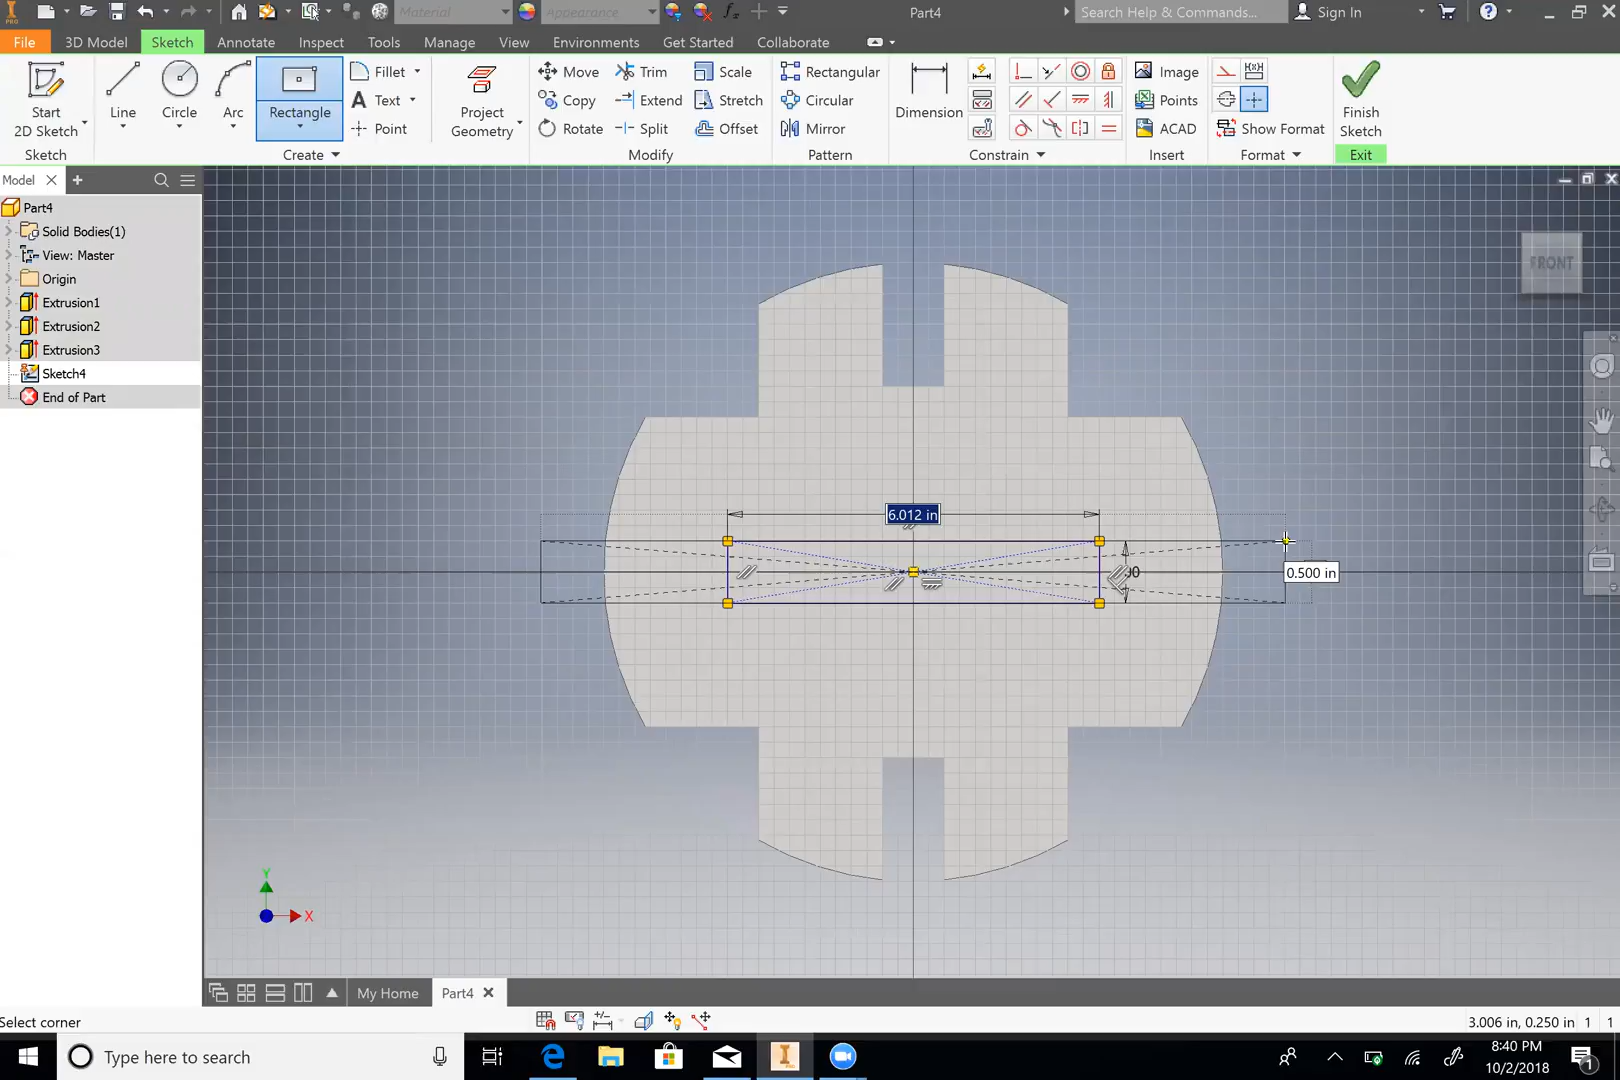 PRO
Material
Appearance
Part4
Search Help & Commands...
Sign In
File
3D Model
Sketch
Annotate
Inspect
Tools
Manage
View
Environments
Get Started
Collaborate
Start
2D Sketch
Line
Circle
Arc
Rectangle
Fillet
Text
Point
Project
Geometry
Move
Trim
Scale
Copy
Extend
Stretch
Rotate
Split
Offset
Rectangular
Circular
Mirror
Dimension
Image
Points
ACAD
Show Format
Finish
Sketch
Sketch
Create
Modify
Pattern
Constrain
Insert
Format
Exit
Model
Part4
Solid Bodies(1)
View: Master
Origin
Extrusion1
Extrusion2
Extrusion3
Sketch4
End of Part
FRONT
6.012 in
0.500 in
Y
X
My Home
Part4
Select corner
3.006 in, 0.250 in
1
1
Type here to search
8:40 PM
10/2/2018
1